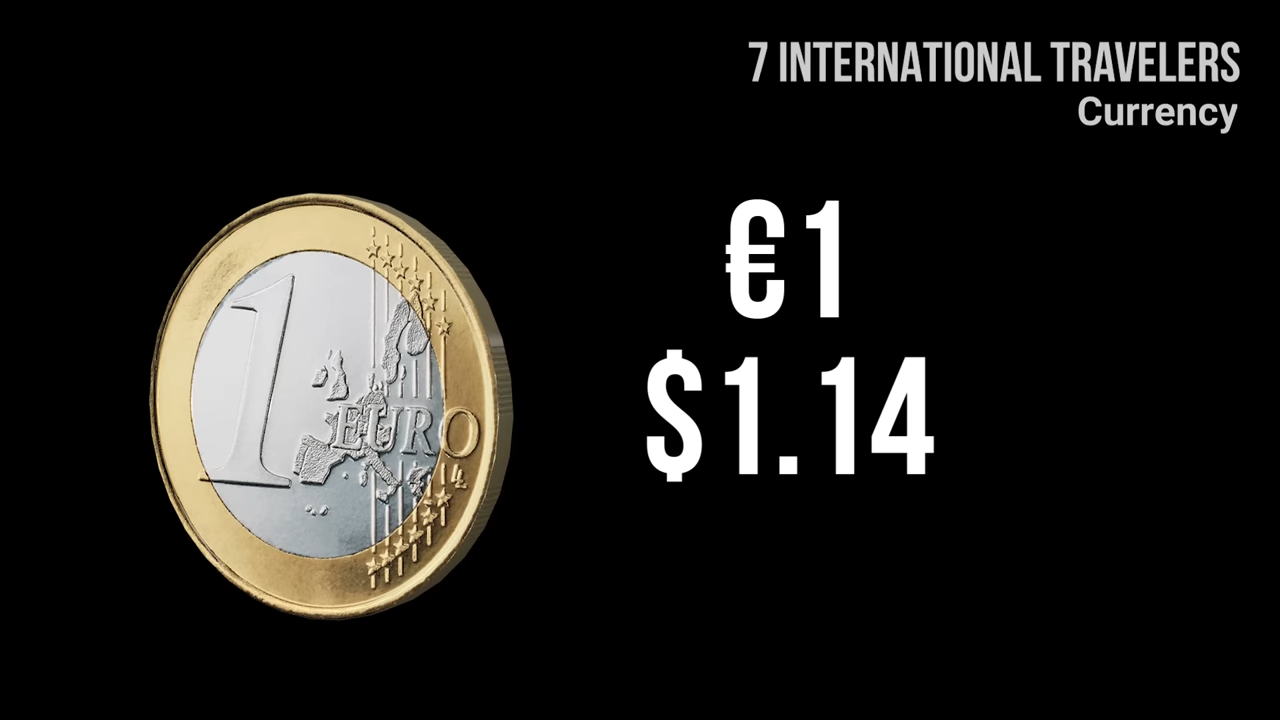 7 INTERNATIONAL TRAVELERS
Currency
€1
$1.14
1
EURO